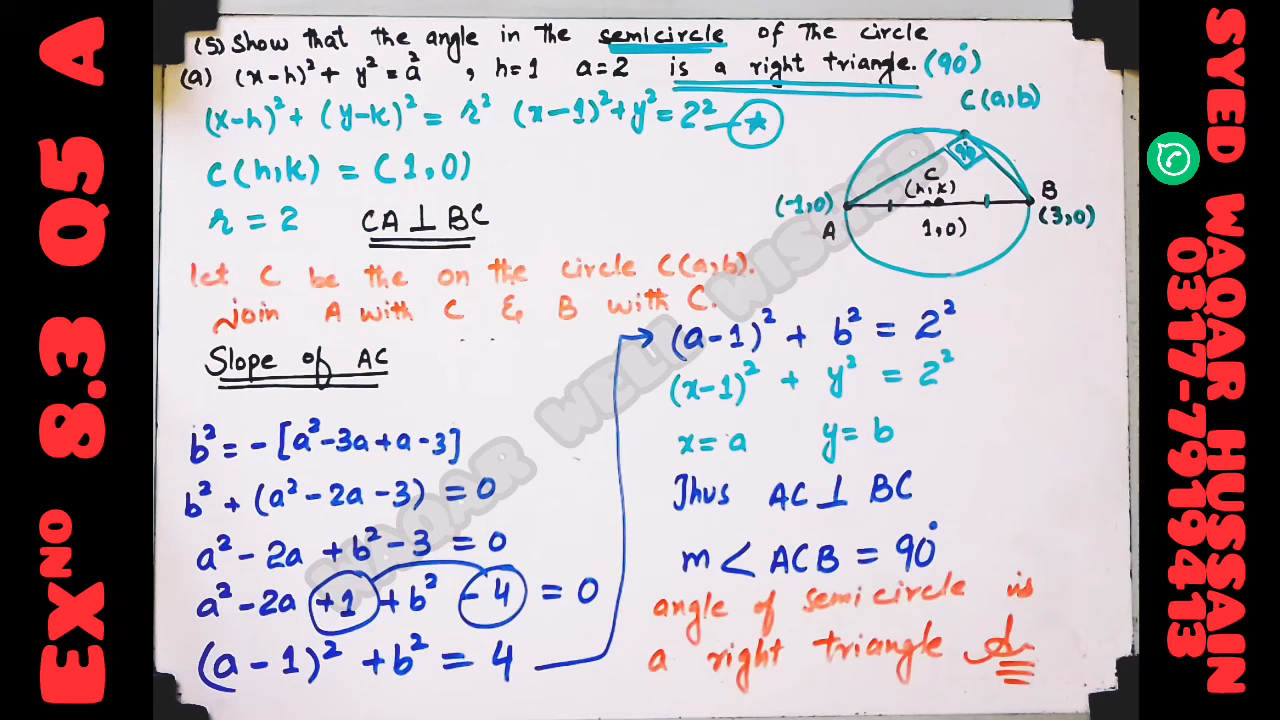 EXNO 8.3 Q5 A
(5) Show that the angle in the semicircle of the circle
(a) (x-h)² + y² = a² , h=1 a=2 is a right triangle. (90°)
(x-h)² + (y-k)² = r² (x-1)² + y² = 2² — *
C(h,k) = (1,0)
r = 2 CA ⊥ BC
C(a,b)
90°
C
(h,k)
(-1,0)
A
1,0)
B
(3,0)
let C be the on the circle C(a,b).
join A with C & B with C.
Slope of AC
b² = -[a²-3a+a-3]
b² + (a²-2a-3) = 0
a² - 2a + b² - 3 = 0
a² - 2a +1 + b² - 4 = 0
(a-1)² + b² = 4
(a-1)² + b² = 2²
(x-1)² + y² = 2²
x = a y = b
Thus AC ⊥ BC
m < ACB = 90°
angle of semicircle is
a right triangle
WAQAR WELL WISHER
SYED WAQAR HUSSAIN
0317-7919413